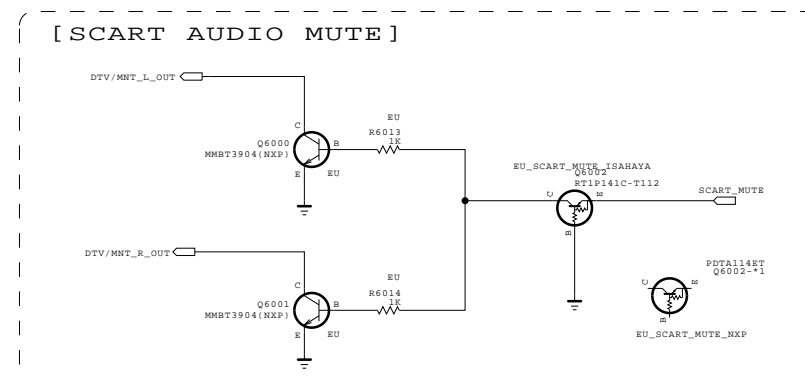 [SCART AUDIO MUTE]
DTV/MNT_L_OUT
C
Q6000
MMBT3904(NXP)
B
E
EU
EU
R6013
1K
EU_SCART_MUTE_ISAHAYA
Q6002
RT1P141C-T112
C
E
B
SCART_MUTE
DTV/MNT_R_OUT
C
Q6001
MMBT3904(NXP)
B
E
EU
EU
R6014
1K
PDTA114ET
Q6002-*1
C
E
B
EU_SCART_MUTE_NXP